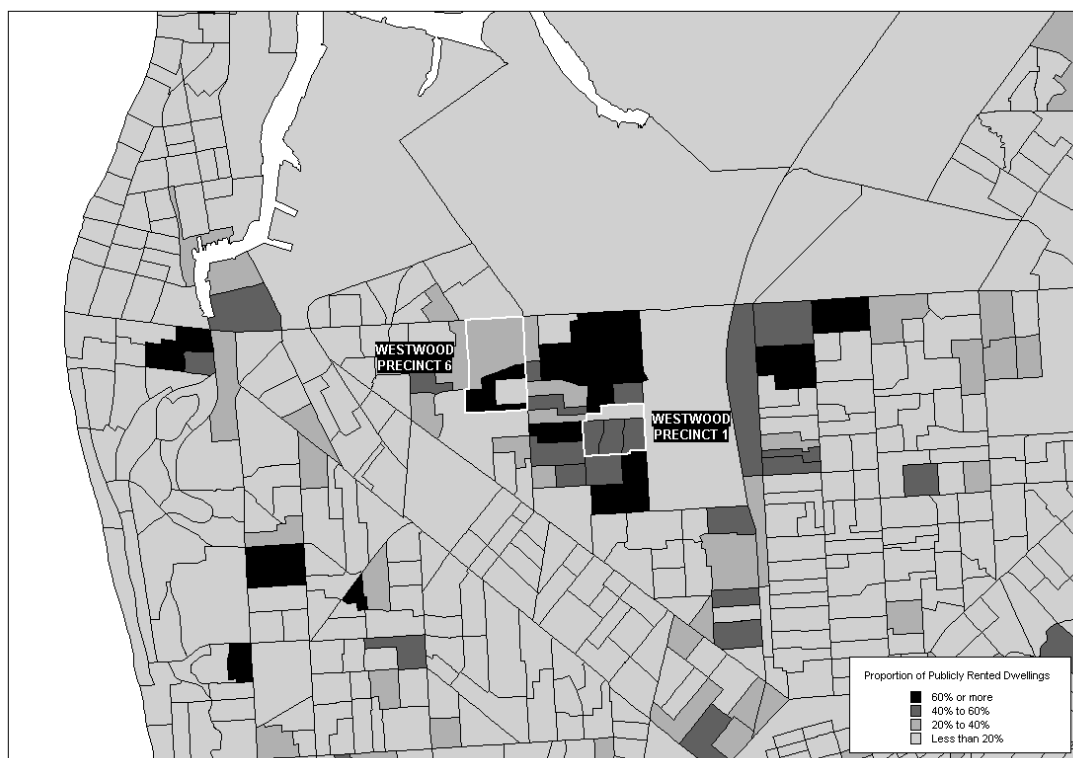 WESTWOOD
PRECINCT 6
WESTWOOD
PRECINCT 1
Proportion of Publicly Rented Dwellings
60% or more
40% to 60%
20% to 40%
Less than 20%